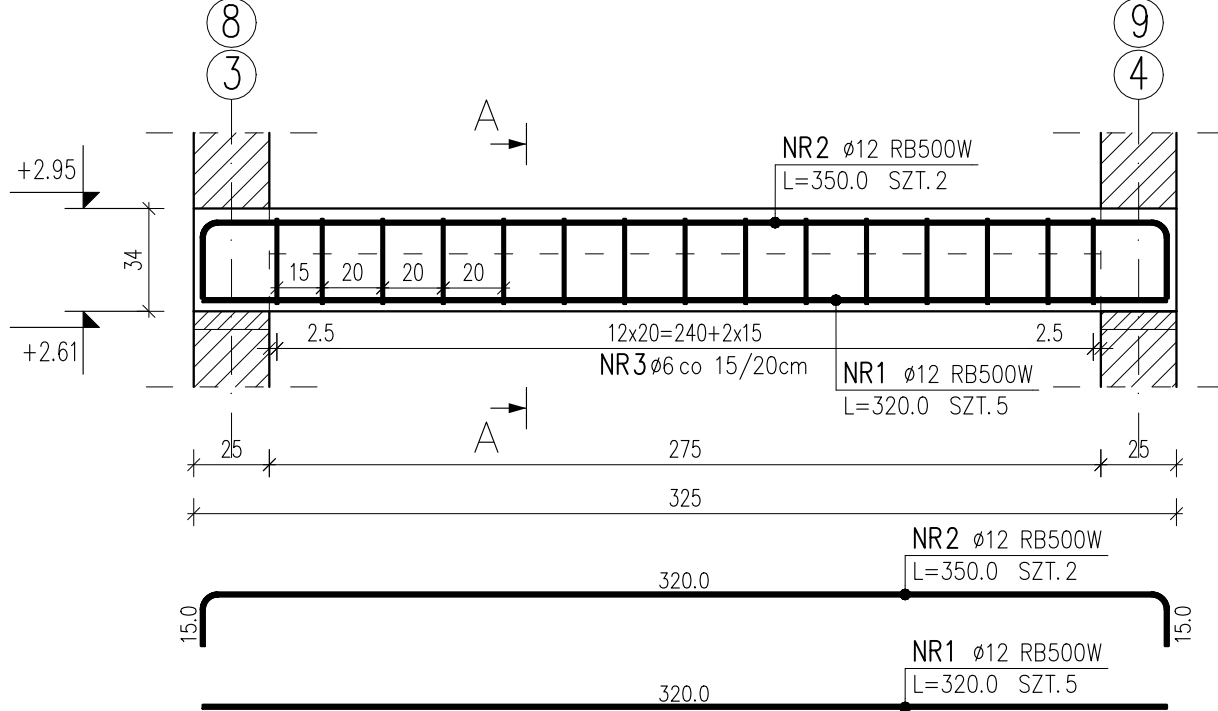 8
9
3
4
A
+2.95
NR2 ø12 RB500W
L=350.0 SZT.2
34
15 20 20 20
2.5 12x20=240+2x15 2.5
+2.61
NR3 ø6 co 15/20cm
NR1 ø12 RB500W
L=320.0 SZT.5
A
25 275 25
325
NR2 ø12 RB500W
L=350.0 SZT.2
320.0
15.0 15.0
NR1 ø12 RB500W
L=320.0 SZT.5
320.0